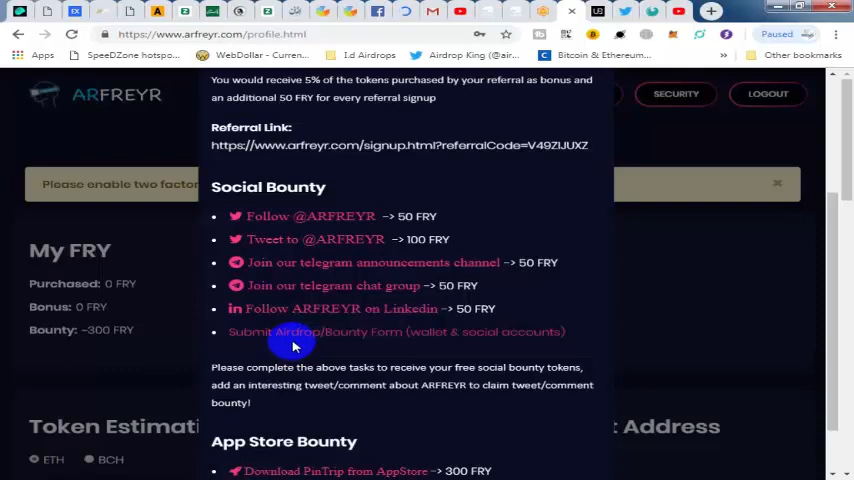 https://www.arfreyr.com/profile.html
Paused
Apps
SpeedZone hotspo...
WebDollar - Curren...
I.d Airdrops
Airdrop King (@air...
Bitcoin & Ethereum...
Other bookmarks
ARFREYR
SECURITY
LOGOUT
You would receive 5% of the tokens purchased by your referral as bonus and
an additional 50 FRY for every referral signup
Referral Link:
https://www.arfreyr.com/signup.html?referralCode=V49ZIJUXZ
Please enable two factor
×
Social Bounty
Follow @ARFREYR –> 50 FRY
Tweet to @ARFREYR –> 100 FRY
Join our telegram announcements channel –> 50 FRY
Join our telegram chat group –> 50 FRY
Follow ARFREYR on Linkedin –> 50 FRY
Submit Airdrop/Bounty Form (wallet & social accounts)
My FRY
Purchased: 0 FRY
Bonus: 0 FRY
Bounty: ~300 FRY
Please complete the above tasks to receive your free social bounty tokens,
add an interesting tweet/comment about ARFREYR to claim tweet/comment
bounty!
Token Estimati
t Address
ETH
BCH
App Store Bounty
Download PinTrip from AppStore –> 300 FRY